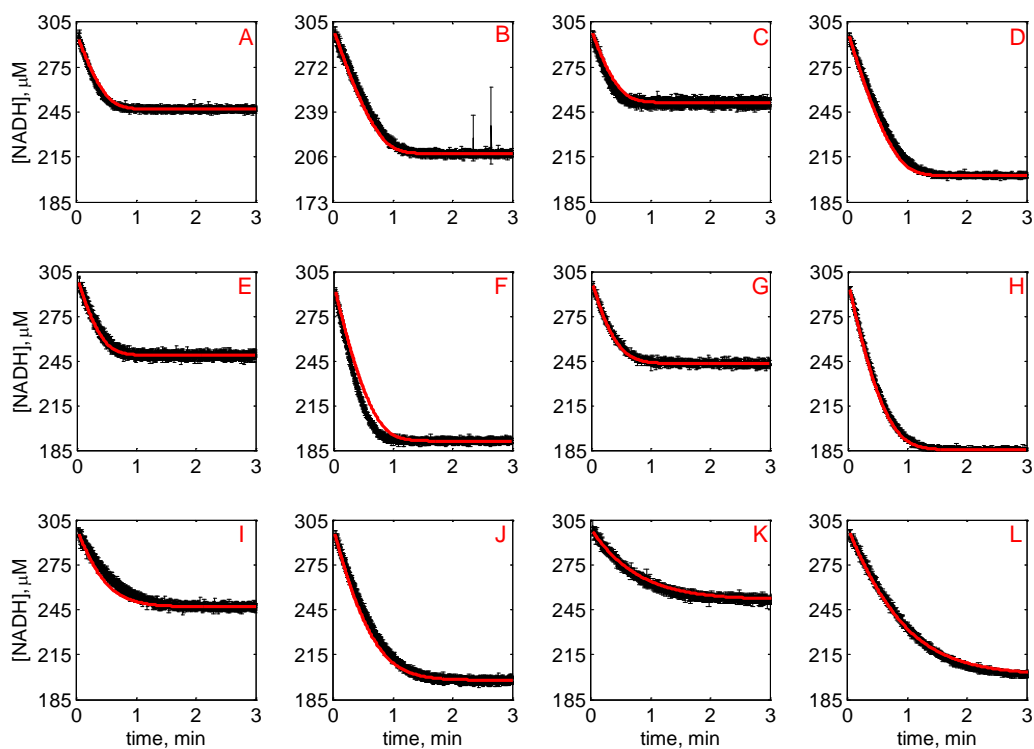 305 305 305 305
A B C D
275 272 275 275
245 239 245 245
215 206 215 215
185 173 185 185
0 1 2 3 0 1 2 3 0 1 2 3 0 1 2 3
[NADH], μM
305 305 305 305
E F G H
275 275 275 275
245 245 245 245
215 215 215 215
185 185 185 185
0 1 2 3 0 1 2 3 0 1 2 3 0 1 2 3
[NADH], μM
305 305 305 305
I J K L
275 275 275 275
245 245 245 245
215 215 215 215
185 185 185 185
0 1 2 3 0 1 2 3 0 1 2 3 0 1 2 3
[NADH], μM
time, min time, min time, min time, min